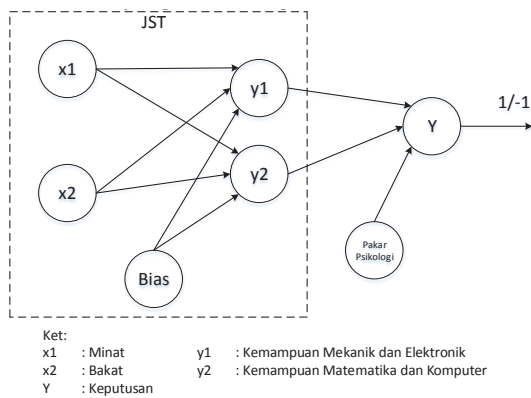 JST
x1
y1
1/-1
Y
x2
y2
Pakar
Psikologi
Bias
Ket:
x1 : Minat y1 : Kemampuan Mekanik dan Elektronik
x2 : Bakat y2 : Kemampuan Matematika dan Komputer
Y : Keputusan